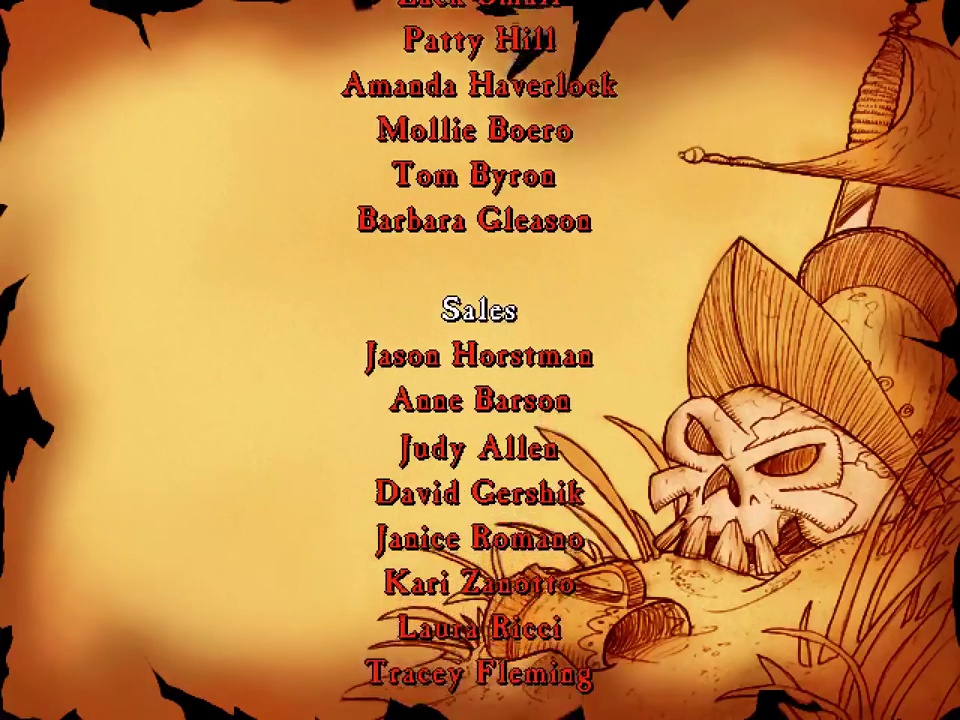 Patty Hill
Amanda Haverlock
Mollie Boero
Tom Byron
Barbara Gleason
Sales
Jason Horstman
Anne Barson
Judy Allen
David Gershik
Janice Romano
Kari Zanotto
Laura Ricci
Tracey Fleming